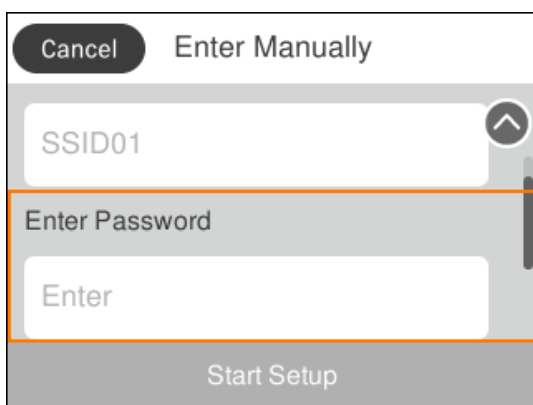 Cancel Enter Manually
SSID01
Enter Password
Enter
Start Setup